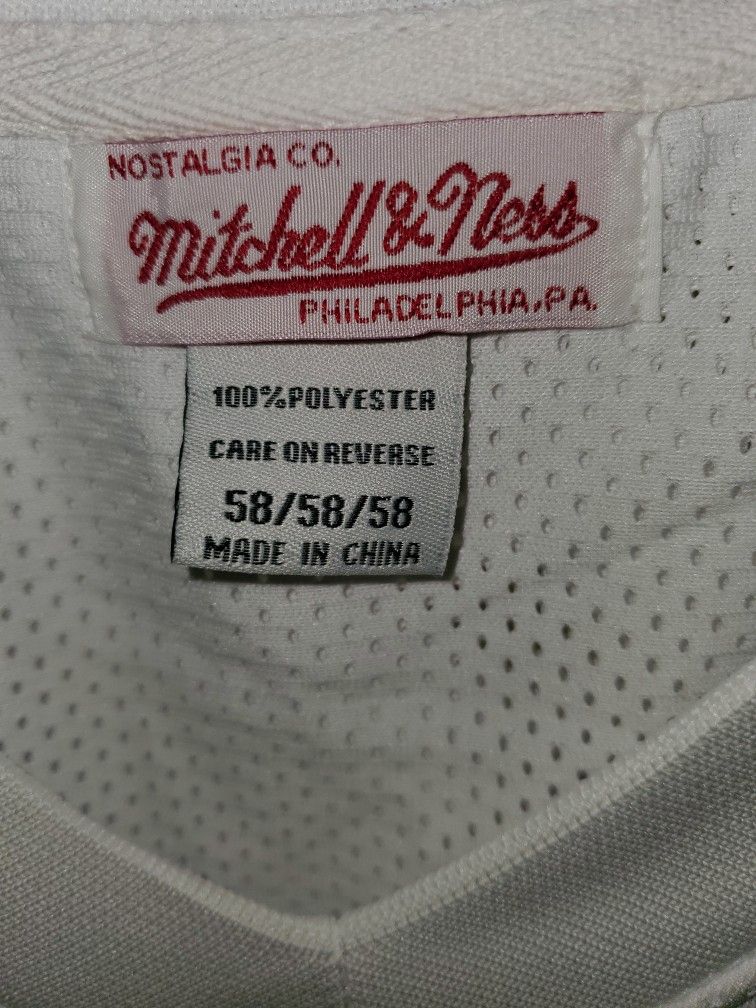 NOSTALGIA CO.
Mitchell & Ness
PHILADELPHIA, PA.
100% POLYESTER
CARE ON REVERSE
58/58/58
MADE IN CHINA